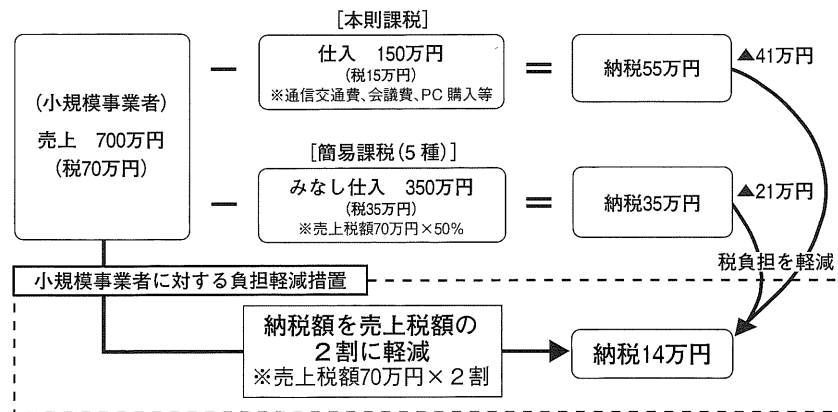 [本則課税]
(小規模事業者)
売上 700万円
(税70万円)
－
仕入 150万円
(税15万円)
※通信交通費、会議費、PC購入等
＝
納税55万円
▲41万円
[簡易課税(5種)]
－
みなし仕入 350万円
(税35万円)
※売上税額70万円×50%
＝
納税35万円
▲21万円
税負担を軽減
小規模事業者に対する負担軽減措置
納税額を売上税額の
2割に軽減
※売上税額70万円×2割
納税14万円